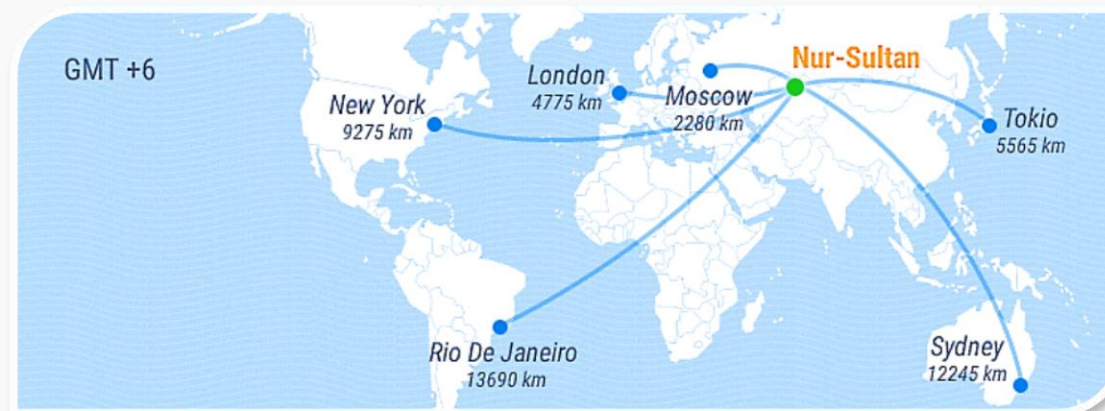 GMT +6
Nur-Sultan
London
4775 km
Moscow
2280 km
New York
9275 km
Tokio
5565 km
Rio De Janeiro
13690 km
Sydney
12245 km